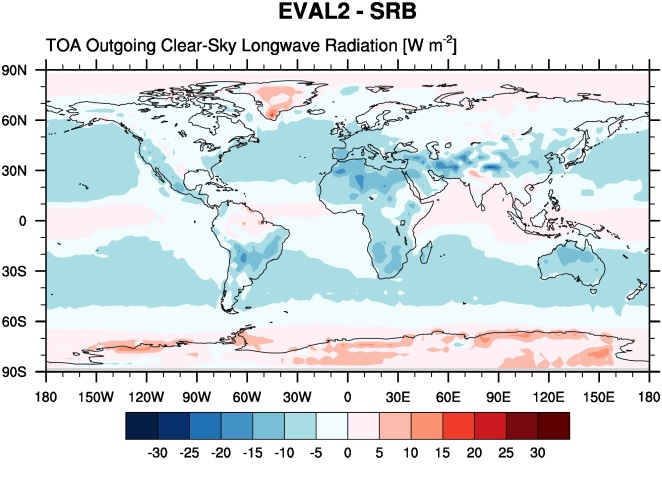 EVAL2 - SRB
TOA Outgoing Clear-Sky Longwave Radiation [W m-2]
90N
60N
30N
0
30S
60S
90S
180 150W 120W 90W 60W 30W 0 30E 60E 90E 120E 150E 180
-30 -25 -20 -15 -10 -5 0 5 10 15 20 25 30